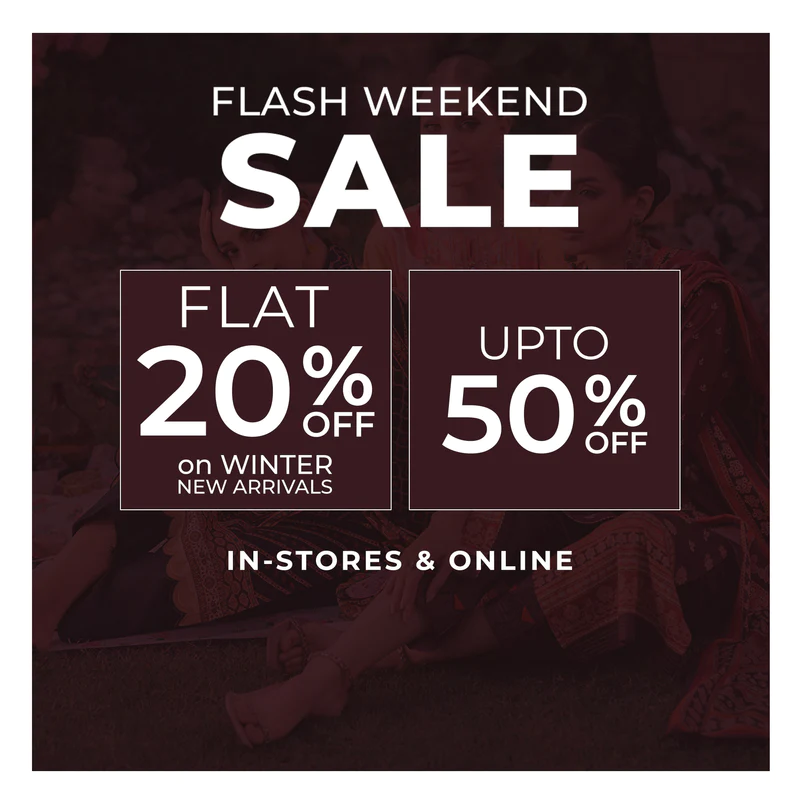 FLASH WEEKEND
SALE
FLAT
20% OFF
on WINTER
NEW ARRIVALS
UPTO
50% OFF
IN-STORES & ONLINE